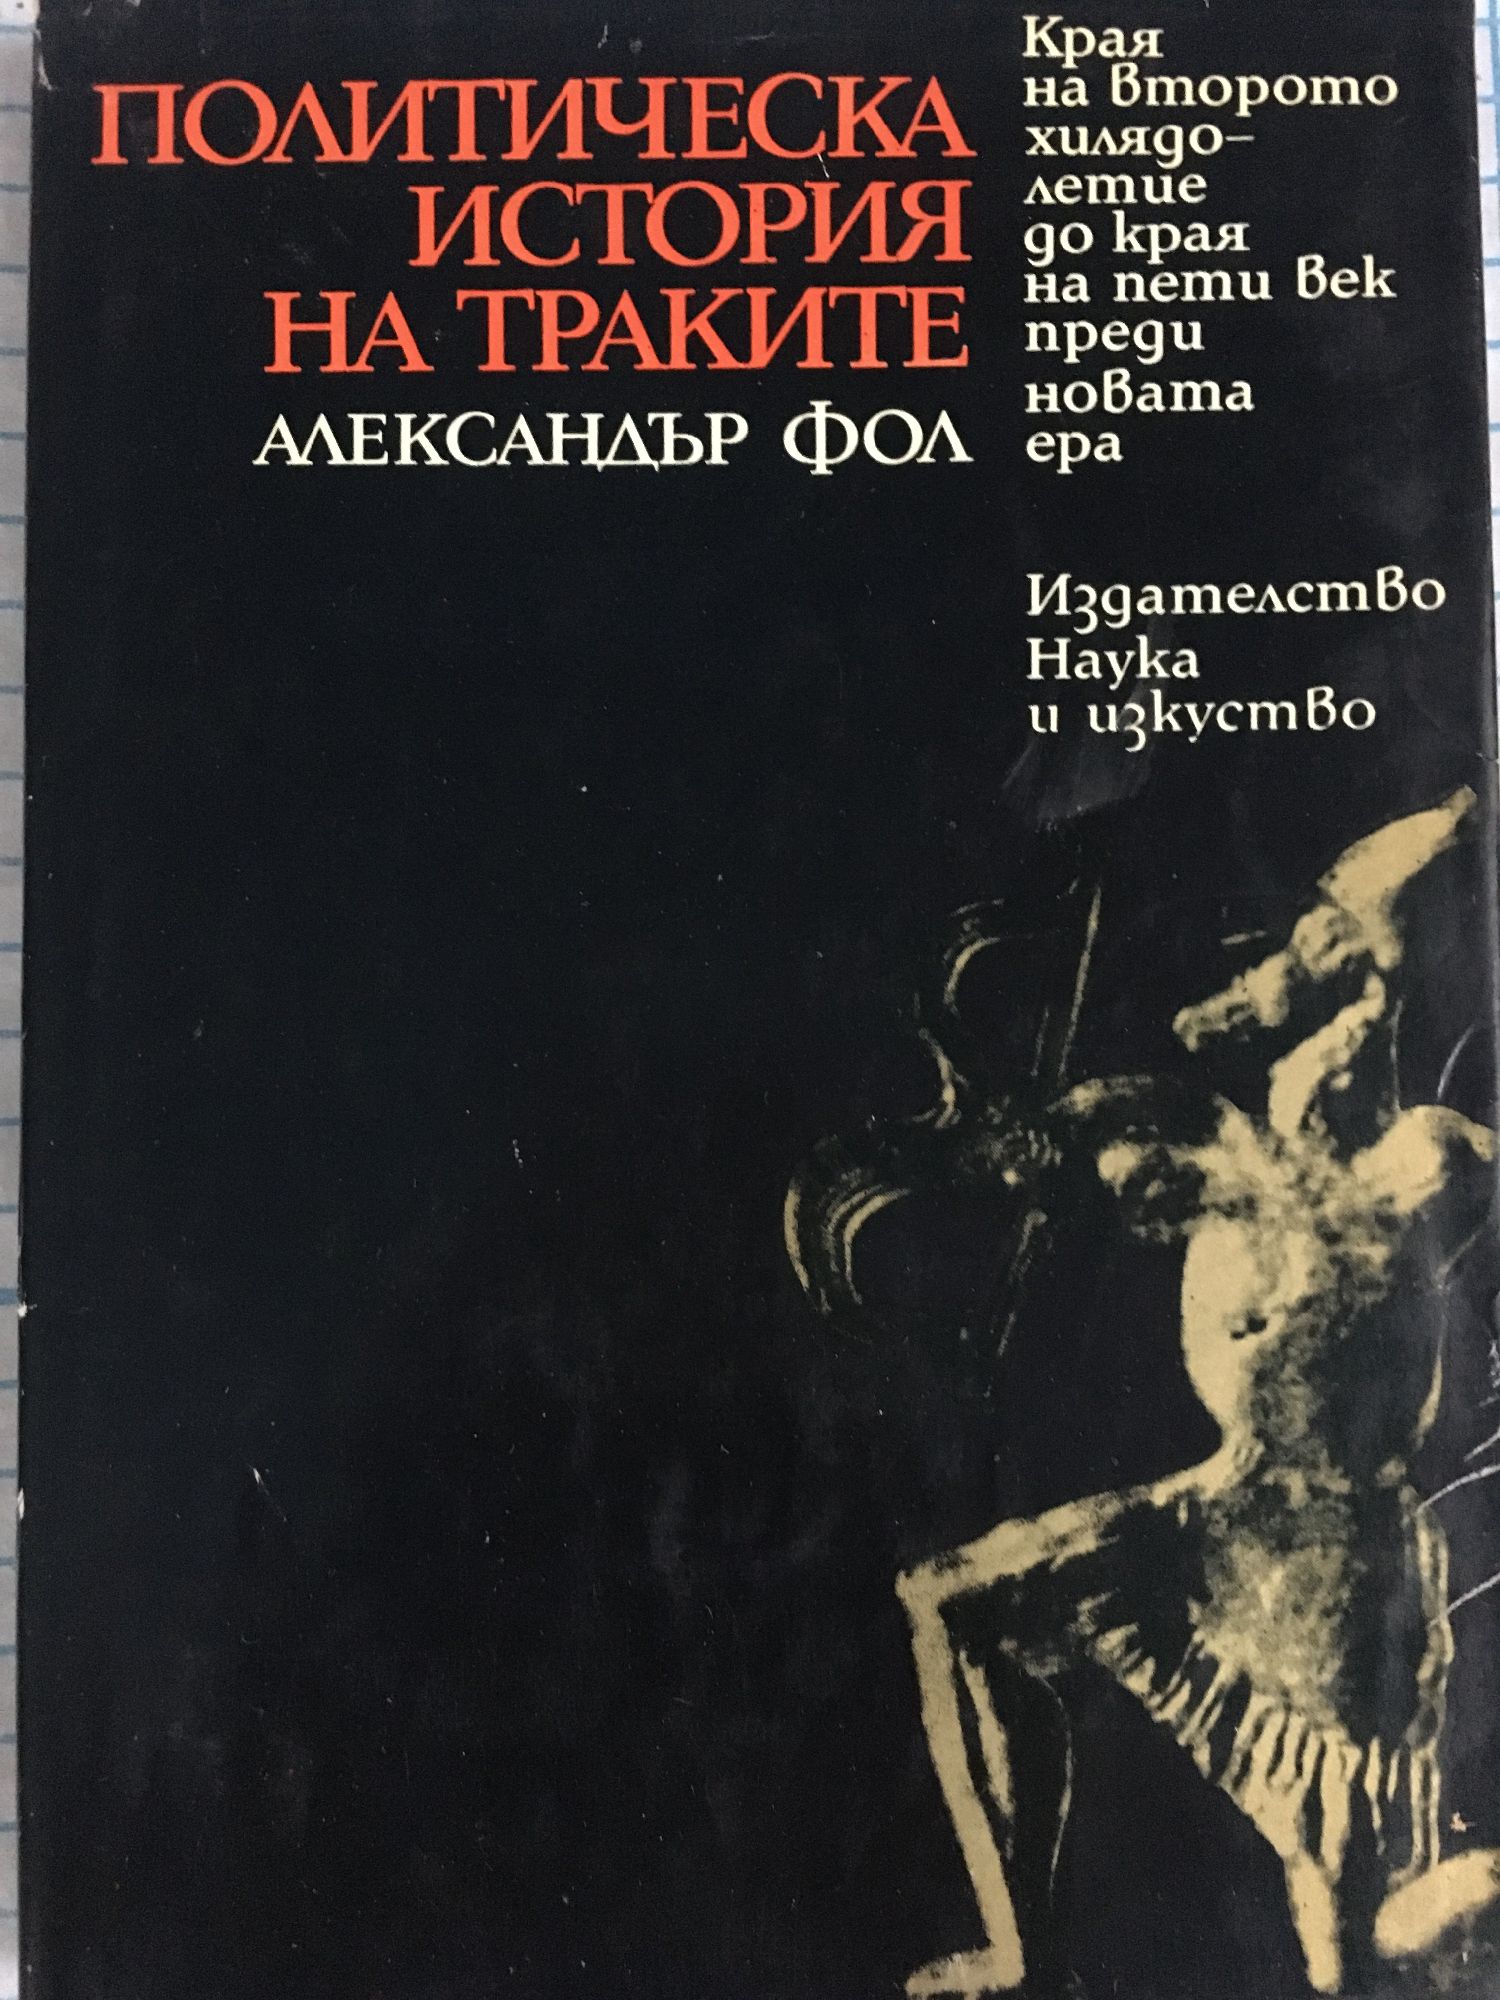 ПОЛИТИЧЕСКА
ИСТОРИЯ
НА ТРАКИТЕ
АЛЕКСАНДЪР ФОЛ
Края
на второто
хилядо-
летие
до края
на пети век
преди
новата
ера
Издателство
Наука
и изкуство